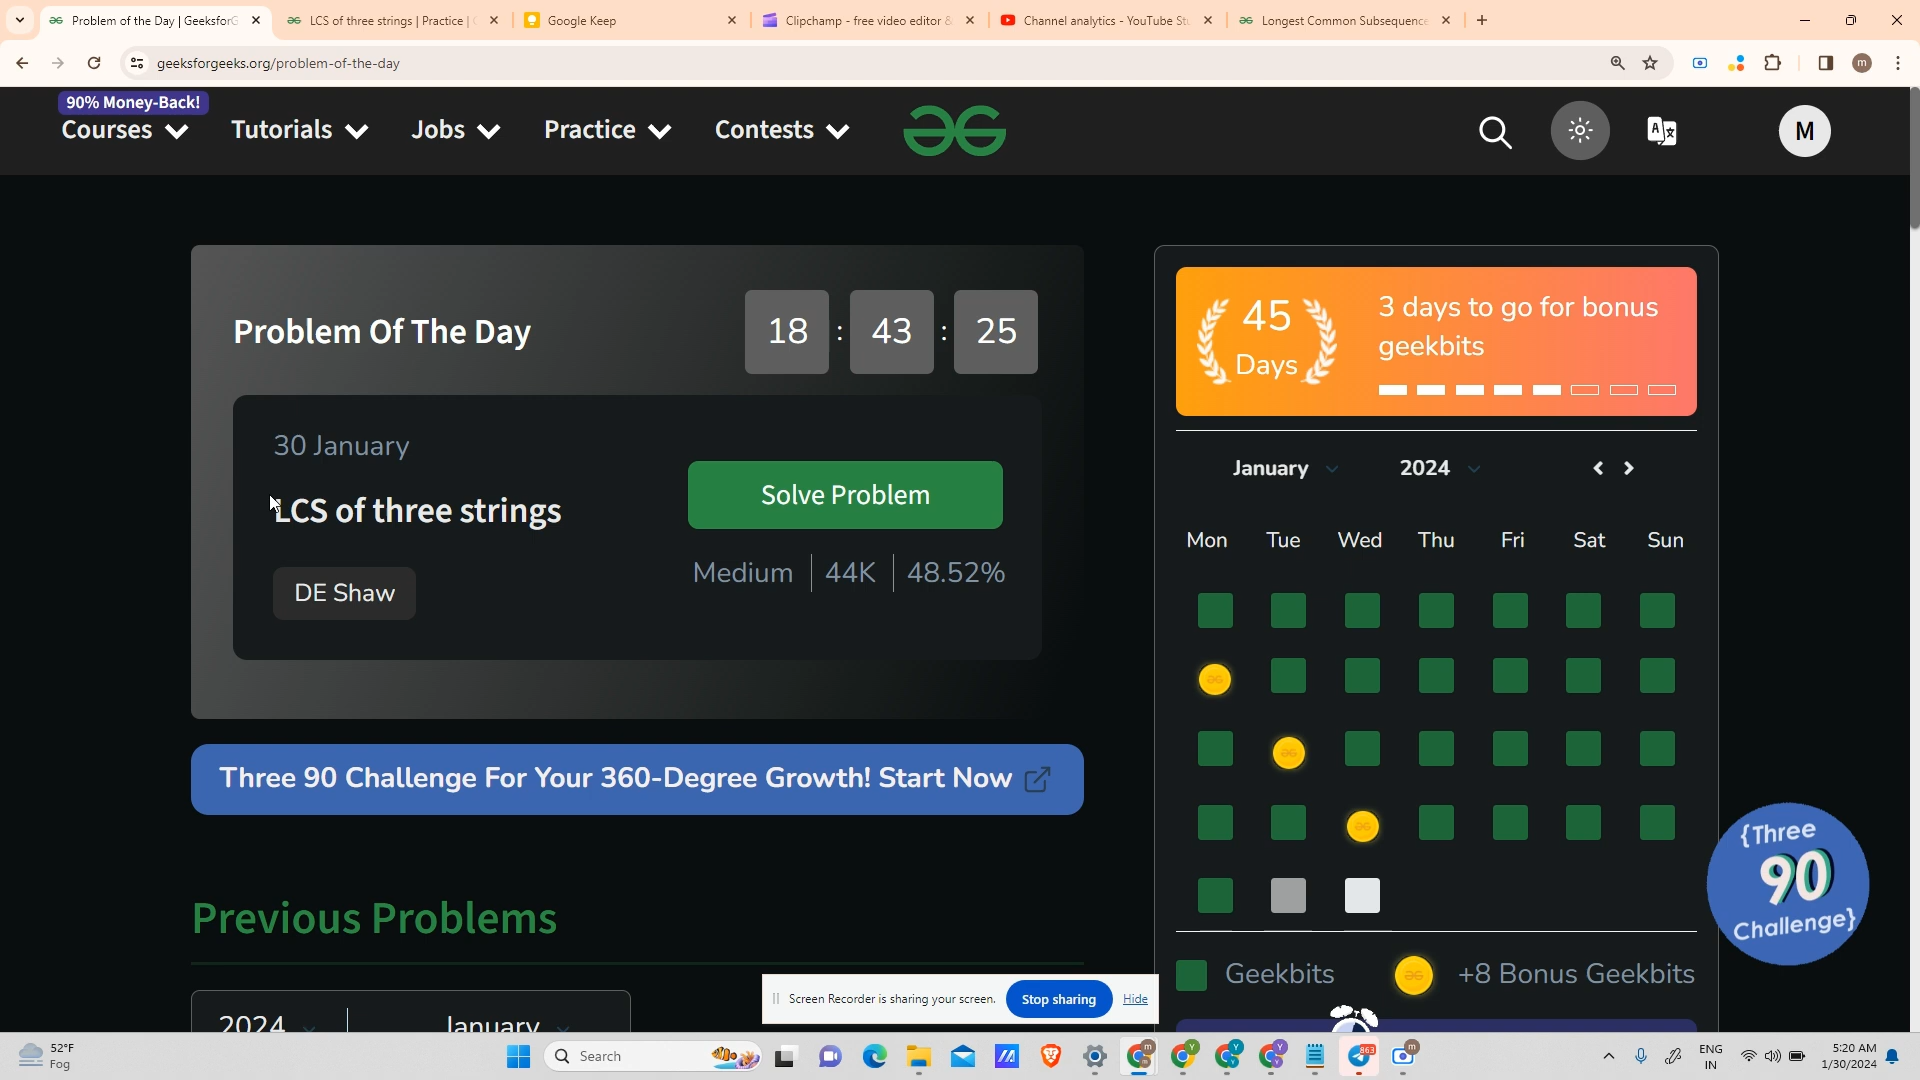 Problem of the Day | GeeksforG
LCS of three strings | Practice |
Google Keep
Clipchamp - free video editor &
Channel analytics - YouTube St
Longest Common Subsequence
geeksforgeeks.org/problem-of-the-day
m
90% Money-Back!
Courses
Tutorials
Jobs
Practice
Contests
M
Problem Of The Day
18 : 43 : 25
30 January
LCS of three strings
Solve Problem
DE Shaw
Medium
44K
48.52%
45
Days
3 days to go for bonus
geekbits
January
2024
Mon Tue Wed Thu Fri Sat Sun
Geekbits
+8 Bonus Geekbits
Three 90 Challenge For Your 360-Degree Growth! Start Now
{Three
90
Challenge}
Previous Problems
2024
January
Screen Recorder is sharing your screen.
Stop sharing
Hide
52°F
Fog
Search
863
ENG
IN
5:20 AM
1/30/2024